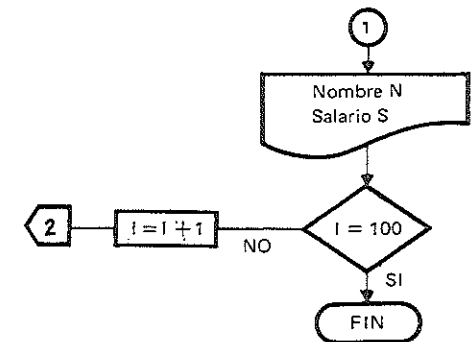 1
Nombre N
Salario S
I = 100
NO
I = I + 1
2
SI
FIN